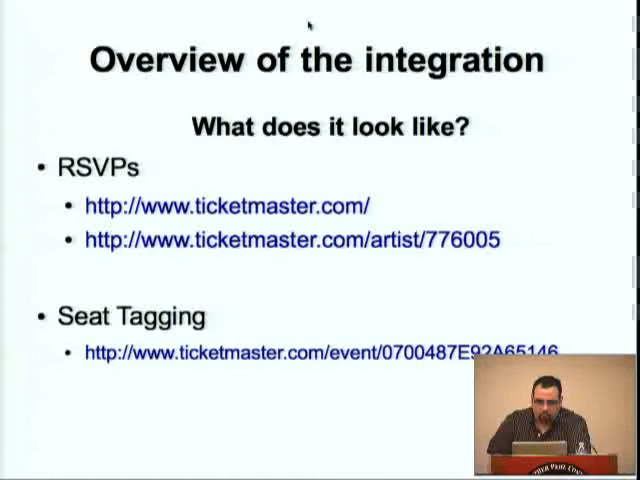 Overview of the integration
What does it look like?
• RSVPs
• http://www.ticketmaster.com/
• http://www.ticketmaster.com/artist/776005
• Seat Tagging
• http://www.ticketmaster.com/event/0700487E92A65146